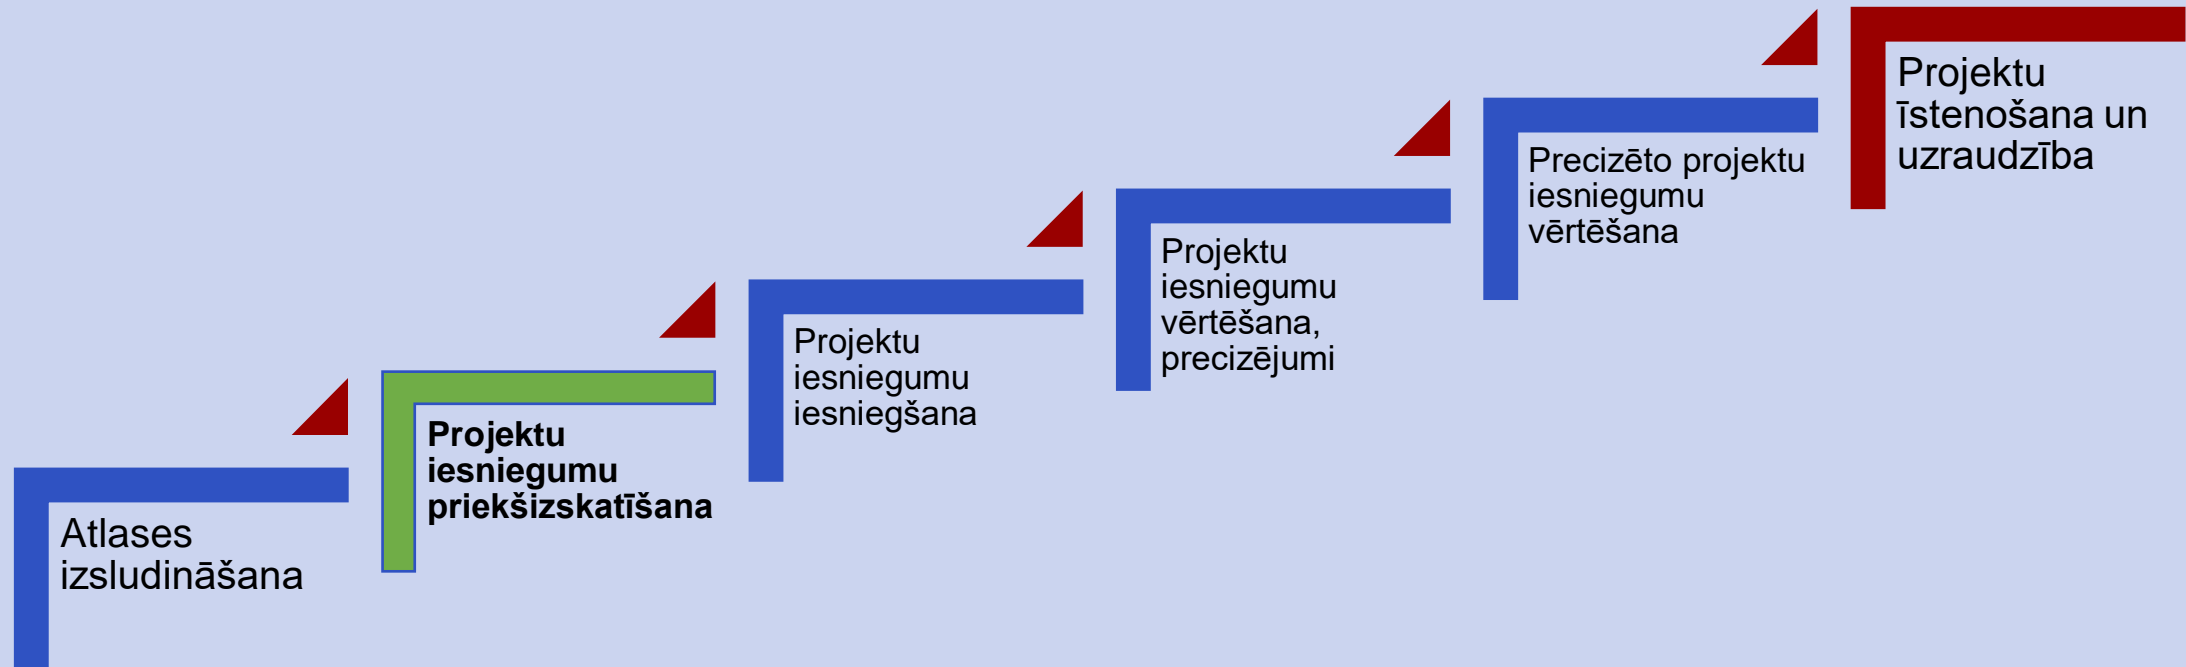 Atlases
izsludināšana
Projektu
iesniegumu
priekšizskatīšana
Projektu
iesniegumu
iesniegšana
Projektu
iesniegumu
vērtēšana,
precizējumi
Precizēto projektu
iesniegumu
vērtēšana
Projektu
īstenošana un
uzraudzība